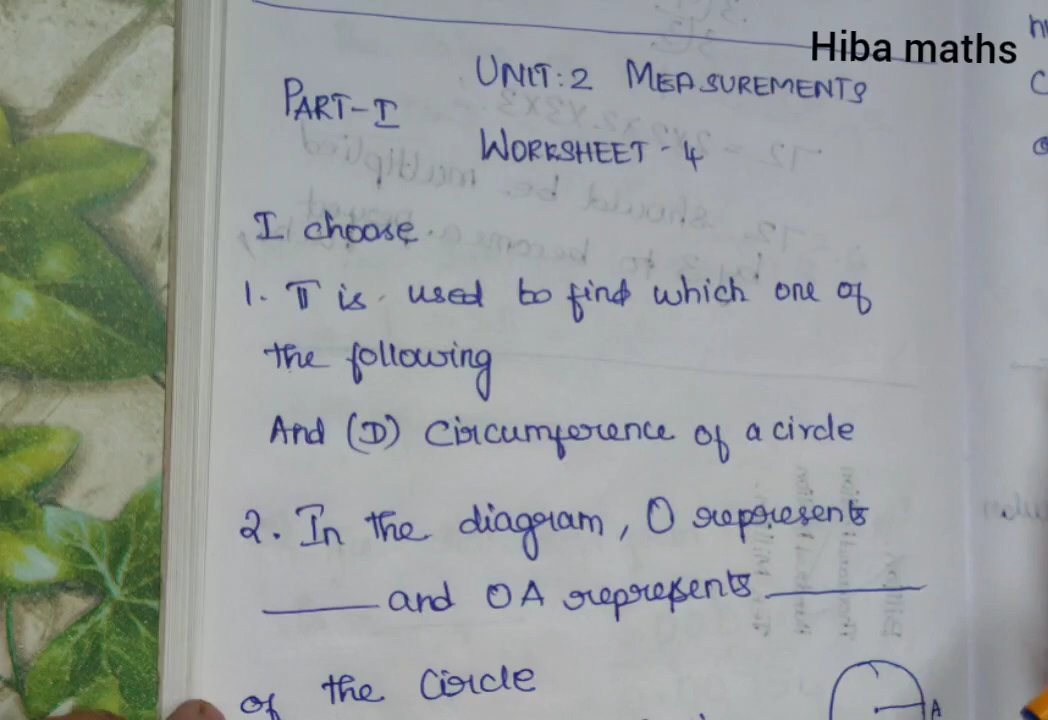 Hiba maths
UNIT:2 MEASUREMENTS
PART-I
WORKSHEET-4
I choose.
1. π is used to find which one of
the following
And (D) Circumference of a circle
2. In the diagram, O represents
_____ and OA represents _____
of the circle
A